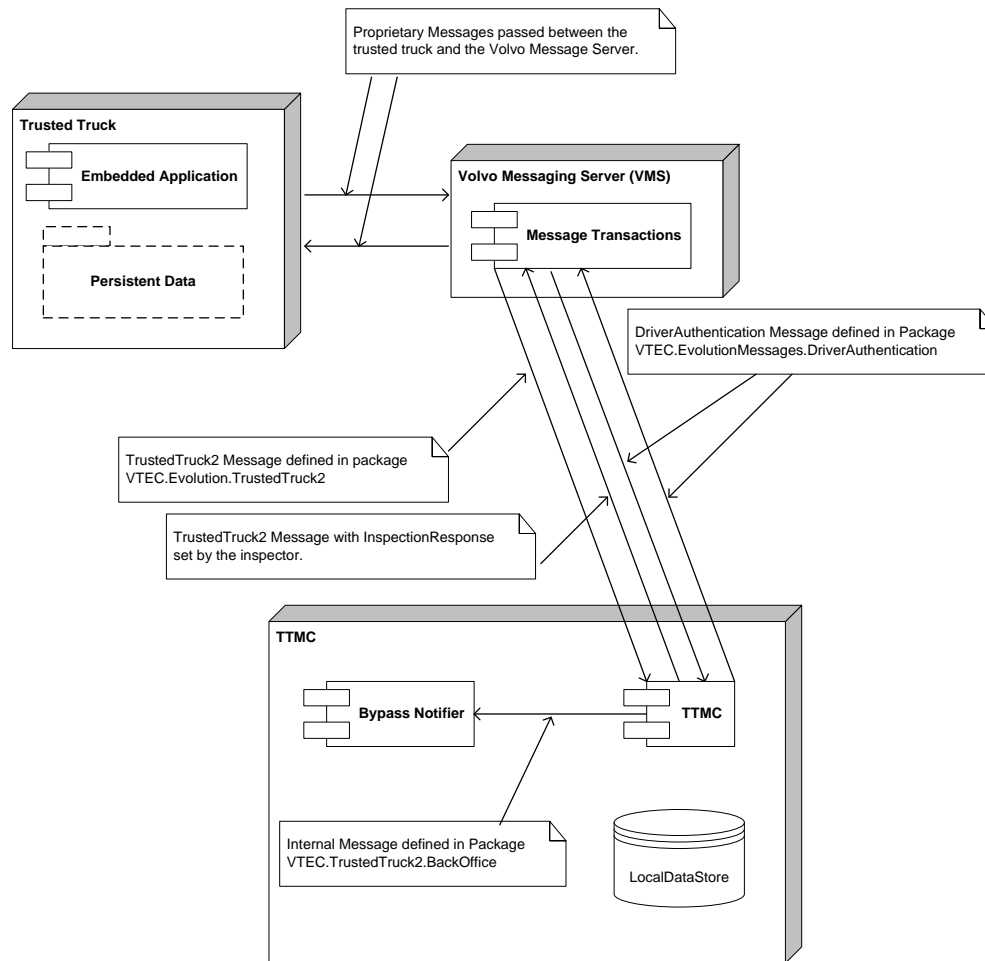 Proprietary Messages passed between the
trusted truck and the Volvo Message Server.
Trusted Truck
Embedded Application
Persistent Data
Volvo Messaging Server (VMS)
Message Transactions
DriverAuthentication Message defined in Package
VTEC.EvolutionMessages.DriverAuthentication
TrustedTruck2 Message defined in package
VTEC.Evolution.TrustedTruck2
TrustedTruck2 Message with InspectionResponse
set by the inspector.
TTMC
Bypass Notifier
TTMC
Internal Message defined in Package
VTEC.TrustedTruck2.BackOffice
LocalDataStore